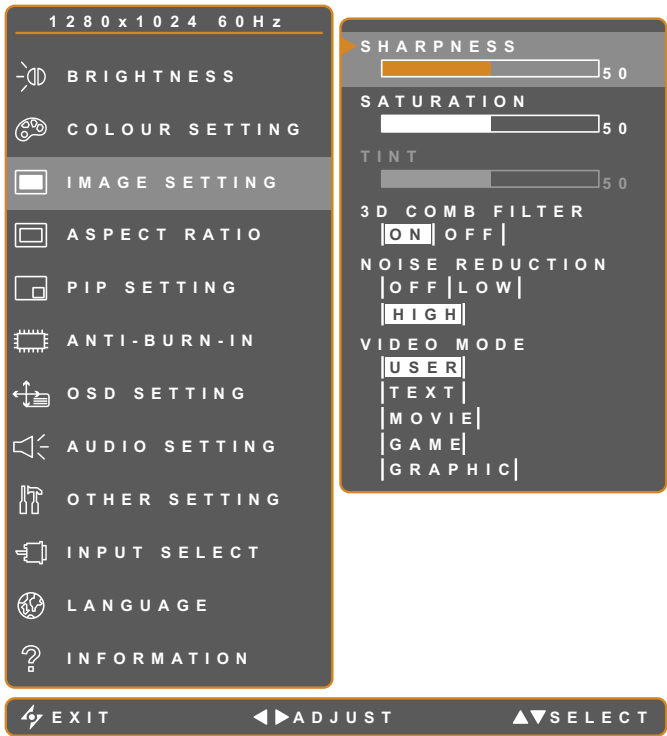 1280x1024 60Hz
BRIGHTNESS
COLOUR SETTING
IMAGE SETTING
ASPECT RATIO
PIP SETTING
ANTI-BURN-IN
OSD SETTING
AUDIO SETTING
OTHER SETTING
INPUT SELECT
LANGUAGE
INFORMATION
SHARPNESS
50
SATURATION
50
TINT
50
3D COMB FILTER
ON OFF
NOISE REDUCTION
OFF LOW
HIGH
VIDEO MODE
USER
TEXT
MOVIE
GAME
GRAPHIC
EXIT ADJUST SELECT